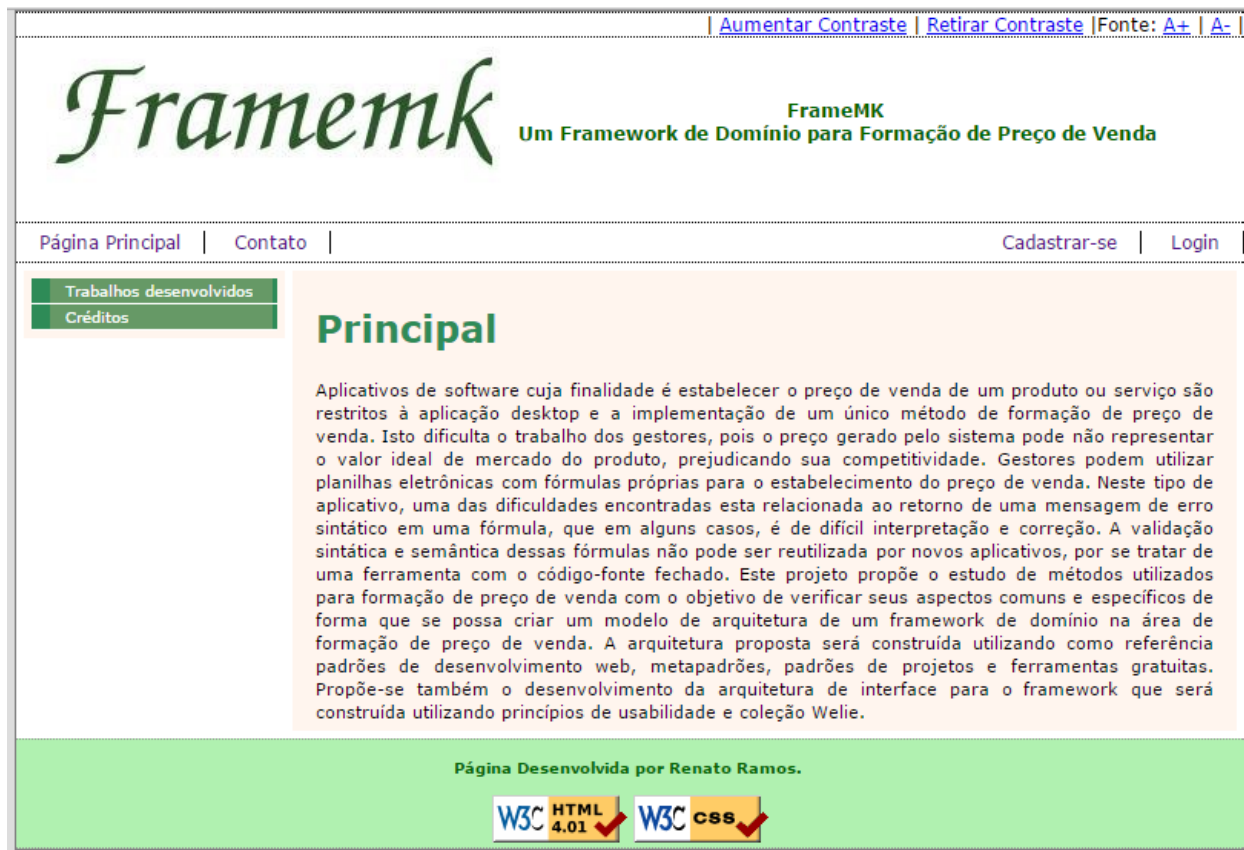 | Aumentar Contraste | Retirar Contraste |Fonte: A+ | A- |
Framemk
FrameMK
Um Framework de Domínio para Formação de Preço de Venda
Página Principal | Contato | Cadastrar-se | Login |
Trabalhos desenvolvidos
Créditos
Principal
Aplicativos de software cuja finalidade é estabelecer o preço de venda de um produto ou serviço são
restritos à aplicação desktop e a implementação de um único método de formação de preço de
venda. Isto dificulta o trabalho dos gestores, pois o preço gerado pelo sistema pode não representar
o valor ideal de mercado do produto, prejudicando sua competitividade. Gestores podem utilizar
planilhas eletrônicas com fórmulas próprias para o estabelecimento do preço de venda. Neste tipo de
aplicativo, uma das dificuldades encontradas esta relacionada ao retorno de uma mensagem de erro
sintático em uma fórmula, que em alguns casos, é de difícil interpretação e correção. A validação
sintática e semântica dessas fórmulas não pode ser reutilizada por novos aplicativos, por se tratar de
uma ferramenta com o código-fonte fechado. Este projeto propõe o estudo de métodos utilizados
para formação de preço de venda com o objetivo de verificar seus aspectos comuns e específicos de
forma que se possa criar um modelo de arquitetura de um framework de domínio na área de
formação de preço de venda. A arquitetura proposta será construída utilizando como referência
padrões de desenvolvimento web, metapadrões, padrões de projetos e ferramentas gratuitas.
Propõe-se também o desenvolvimento da arquitetura de interface para o framework que será
construída utilizando princípios de usabilidade e coleção Welie.
Página Desenvolvida por Renato Ramos.
W3C HTML 4.01 W3C css